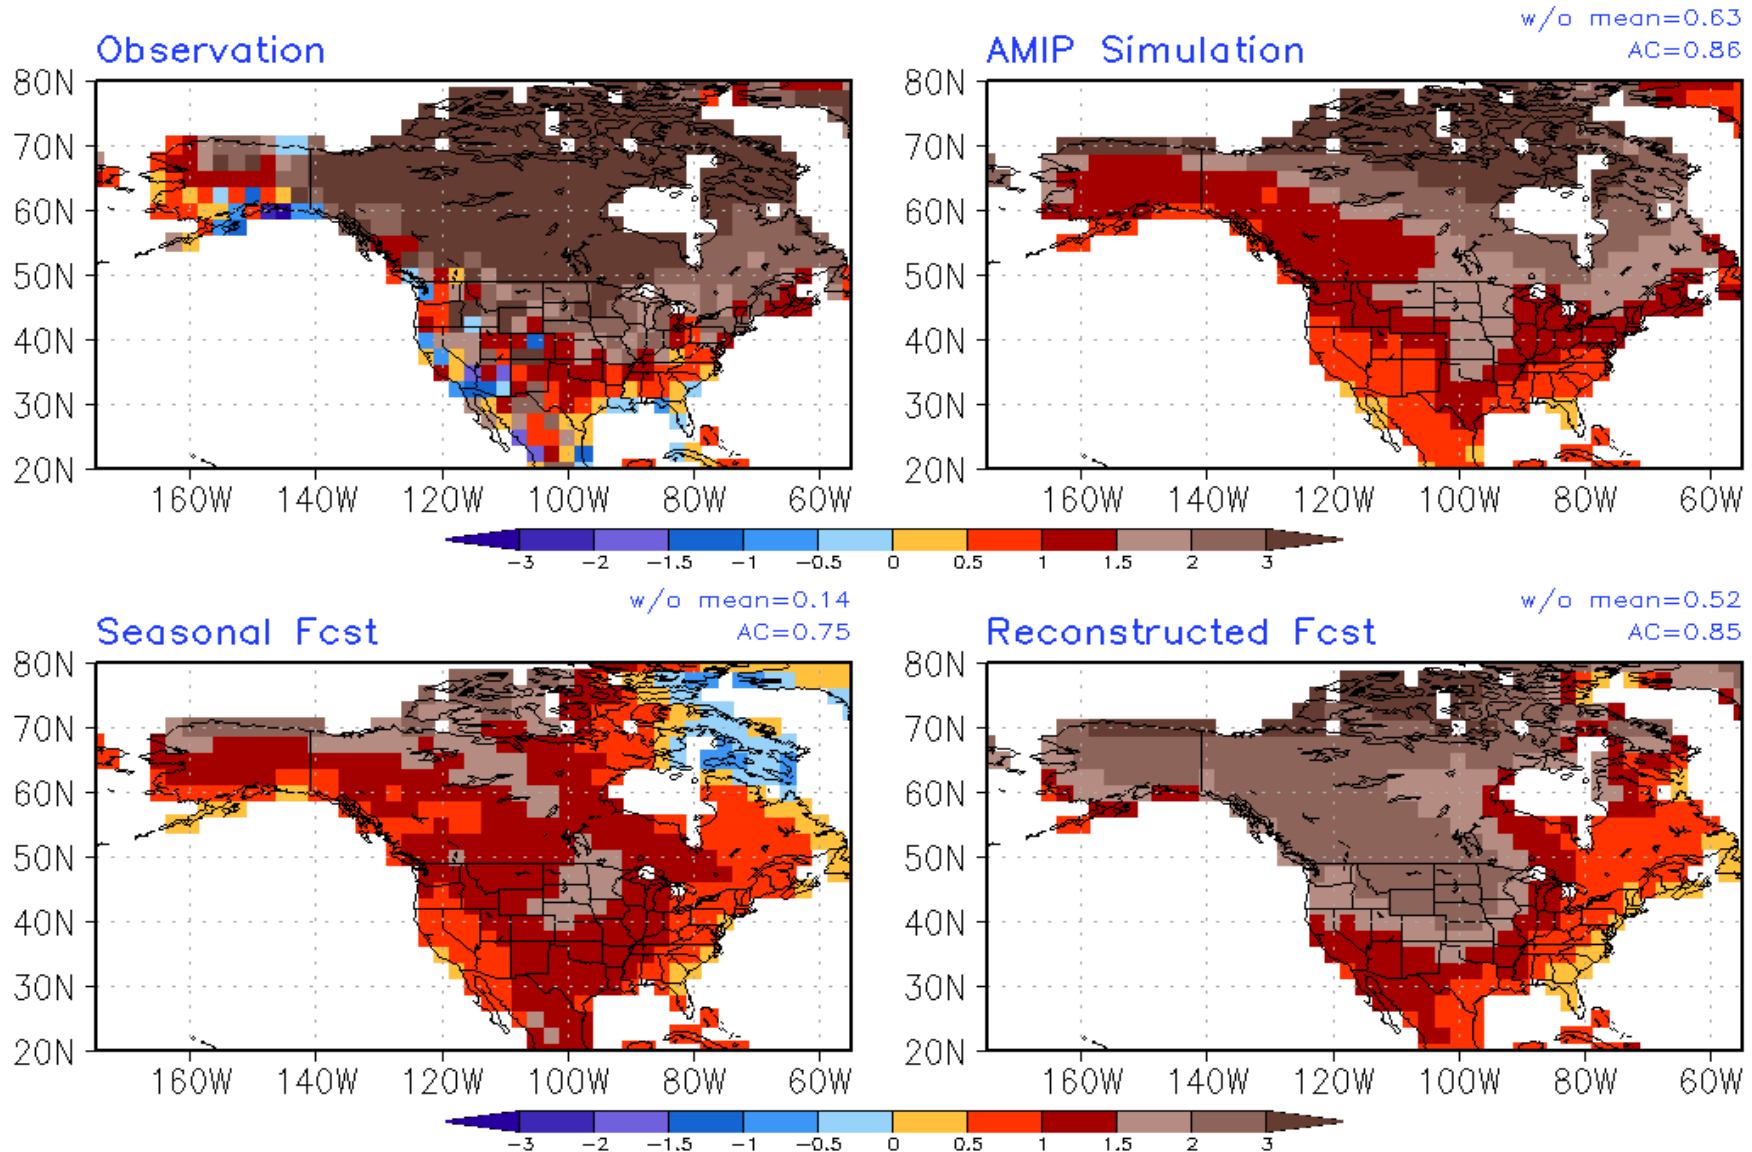 w/o mean=0.63
Observation AMIP Simulation AC=0.86
80N 80N
70N 70N
60N 60N
50N 50N
40N 40N
30N 30N
20N 20N
160W 140W 120W 100W 80W 60W 160W 140W 120W 100W 80W 60W
-3 -2 -1.5 -1 -0.5 0 0.5 1 1.5 2 3
w/o mean=0.14 w/o mean=0.52
Seasonal Fcst AC=0.75 Reconstructed Fcst AC=0.85
80N 80N
70N 70N
60N 60N
50N 50N
40N 40N
30N 30N
20N 20N
160W 140W 120W 100W 80W 60W 160W 140W 120W 100W 80W 60W
-3 -2 -1.5 -1 -0.5 0 0.5 1 1.5 2 3